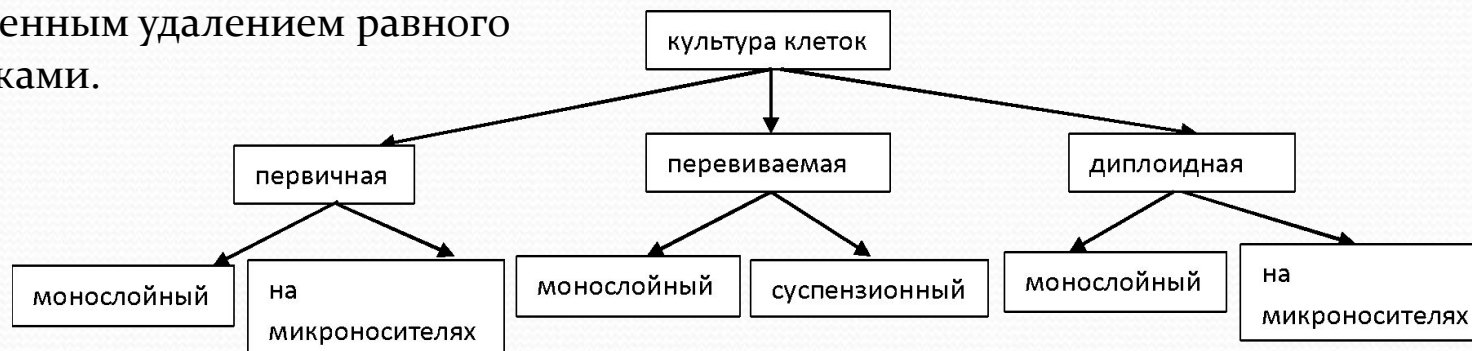 енным удалением равного
ками.
культура клеток
первичная
перевиваемая
диплоидная
монослойный
на
микроносителях
монослойный
суспензионный
монослойный
на
микроносителях